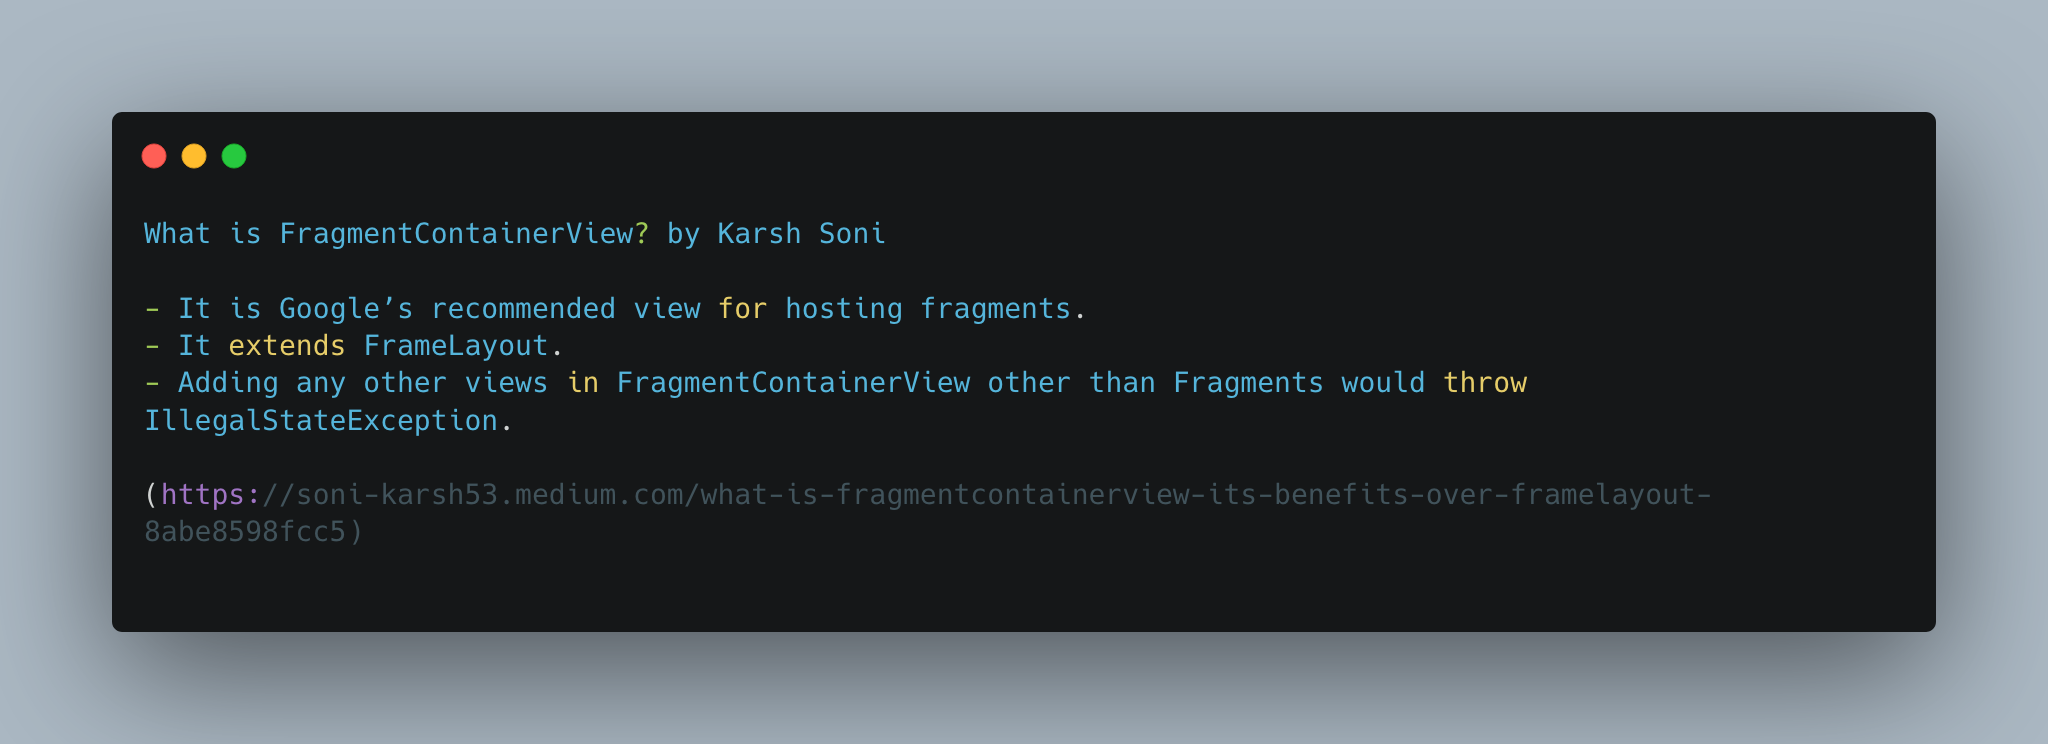 What is FragmentContainerView? by Karsh Soni
- It is Google’s recommended view for hosting fragments.
- It extends FrameLayout.
- Adding any other views in FragmentContainerView other than Fragments would throw
IllegalStateException.
(https://soni-karsh53.medium.com/what-is-fragmentcontainerview-its-benefits-over-framelayout-
8abe8598fcc5)